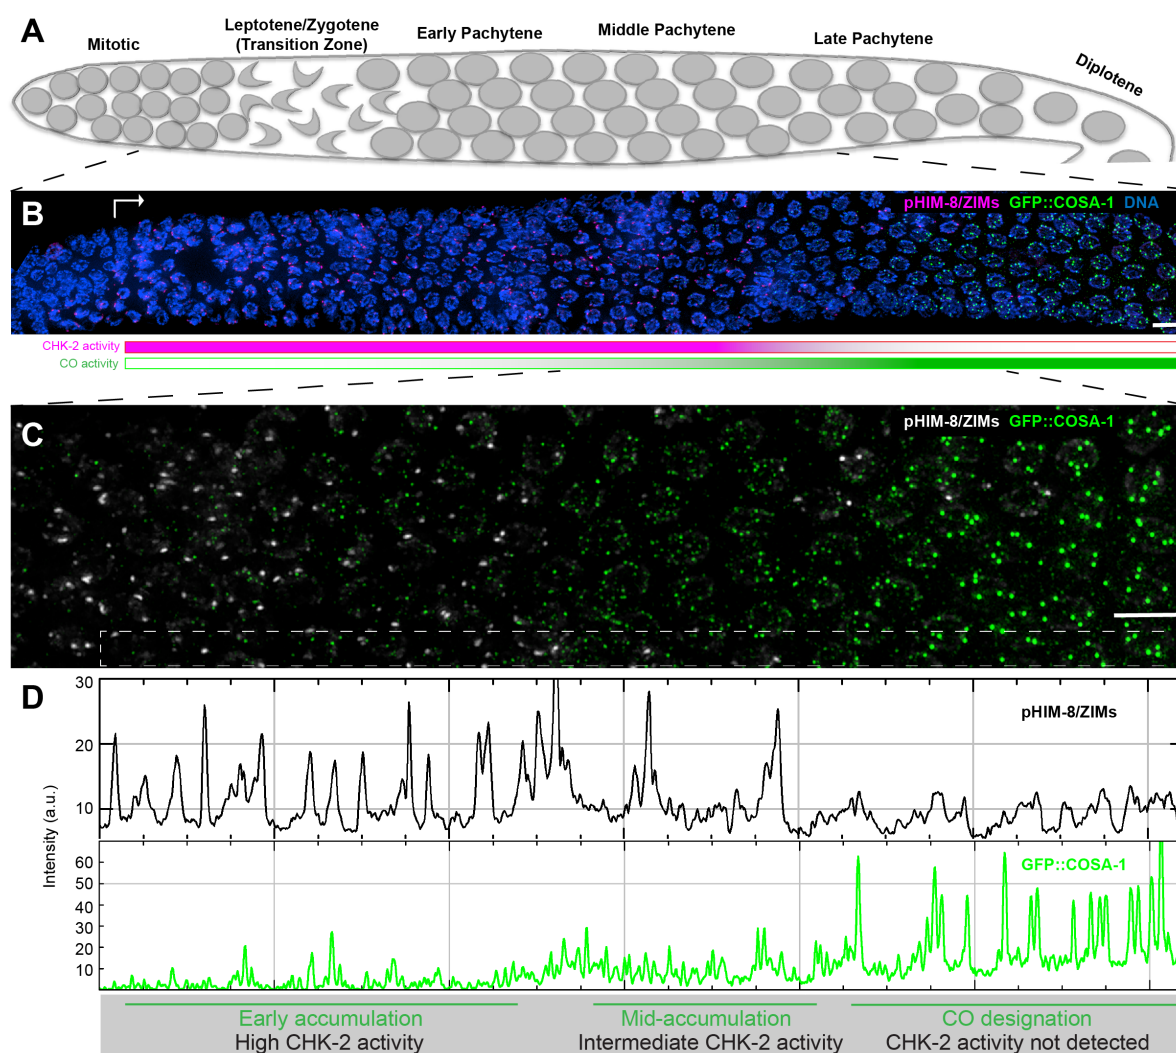 A
Mitotic
Leptotene/Zygotene
(Transition Zone)
Early Pachytene
Middle Pachytene
Late Pachytene
Diplotene
B
pHIM-8/ZIMs GFP::COSA-1 DNA
CHK-2 activity
CO activity
C
pHIM-8/ZIMs GFP::COSA-1
D
30
20
10
pHIM-8/ZIMs
Intensity (a.u.)
60
50
40
30
20
10
GFP::COSA-1
Early accumulation
High CHK-2 activity
Mid-accumulation
Intermediate CHK-2 activity
CO designation
CHK-2 activity not detected